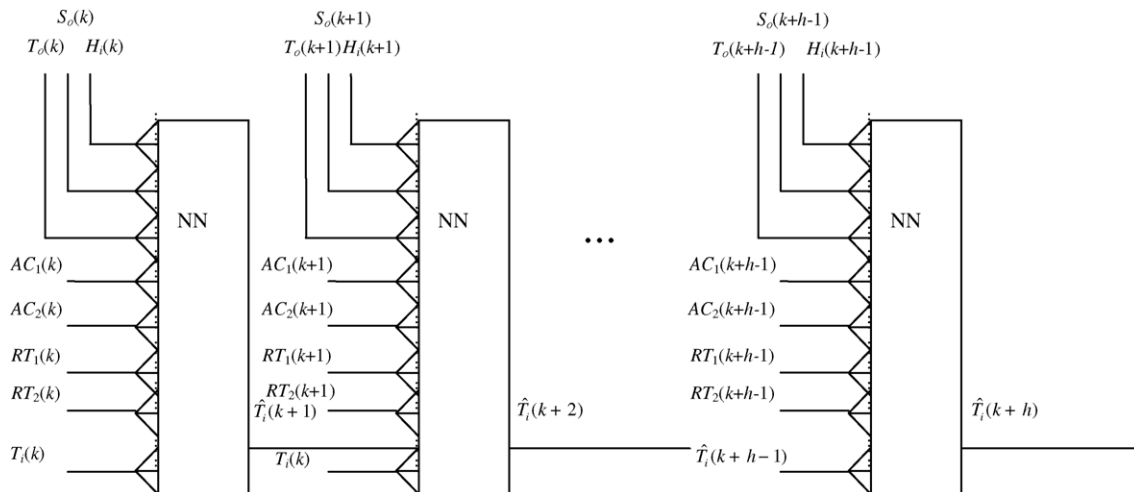 S_o(k)
T_o(k) H_i(k)
NN
AC_1(k)
AC_2(k)
RT_1(k)
RT_2(k)
T_i(k)
T̂_i(k + 1)
S_o(k+1)
T_o(k+1) H_i(k+1)
NN
AC_1(k+1)
AC_2(k+1)
RT_1(k+1)
RT_2(k+1)
T_i(k)
T̂_i(k + 2)
...
S_o(k+h-1)
T_o(k+h-1) H_i(k+h-1)
NN
AC_1(k+h-1)
AC_2(k+h-1)
RT_1(k+h-1)
RT_2(k+h-1)
T̂_i(k + h − 1)
T̂_i(k + h)